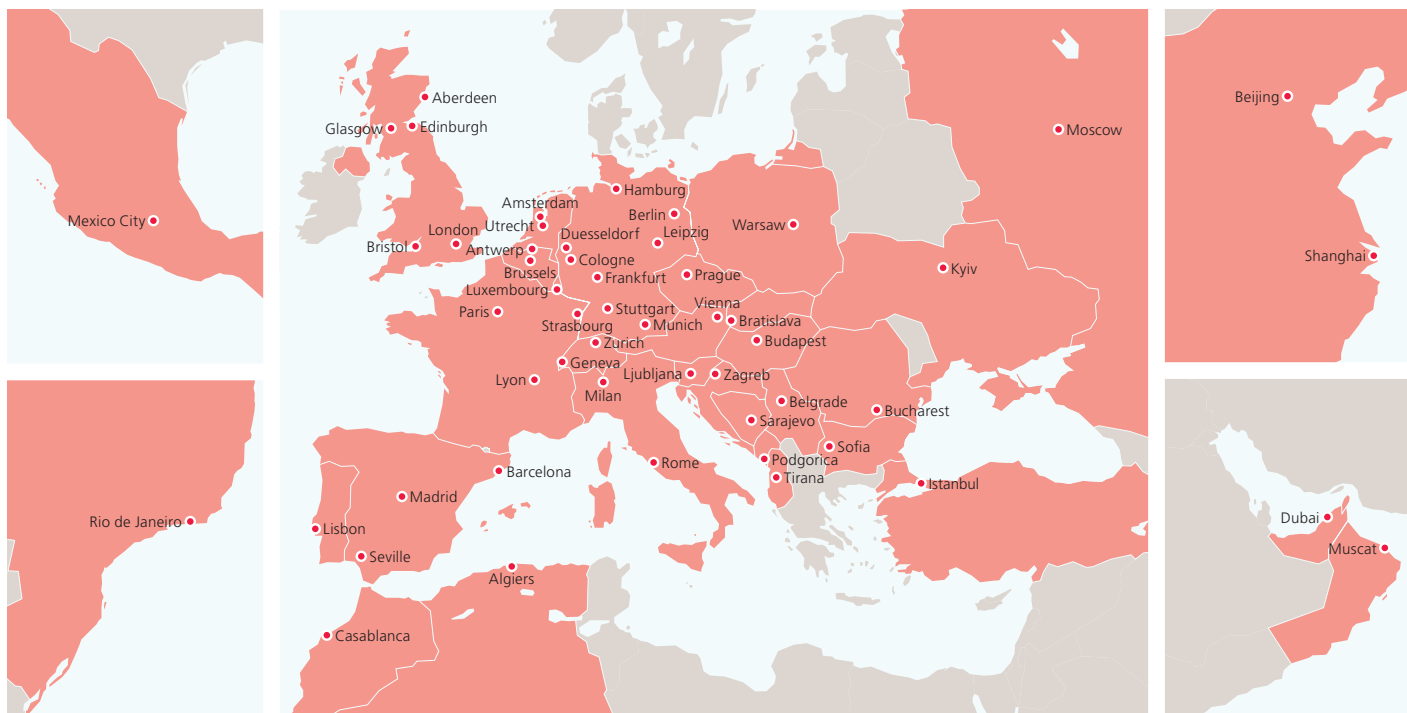 Mexico City
Rio de Janeiro
Aberdeen
Glasgow
Edinburgh
Moscow
Hamburg
Amsterdam
Berlin
Utrecht
Warsaw
London
Duesseldorf
Leipzig
Bristol
Antwerp
Cologne
Brussels
Kyiv
Frankfurt
Prague
Luxembourg
Vienna
Paris
Stuttgart
Strasbourg
Munich
Bratislava
Zurich
Budapest
Geneva
Lyon
Ljubljana
Zagreb
Milan
Belgrade
Bucharest
Sarajevo
Sofia
Podgorica
Rome
Barcelona
Tirana
Istanbul
Madrid
Lisbon
Seville
Algiers
Casablanca
Beijing
Shanghai
Dubai
Muscat